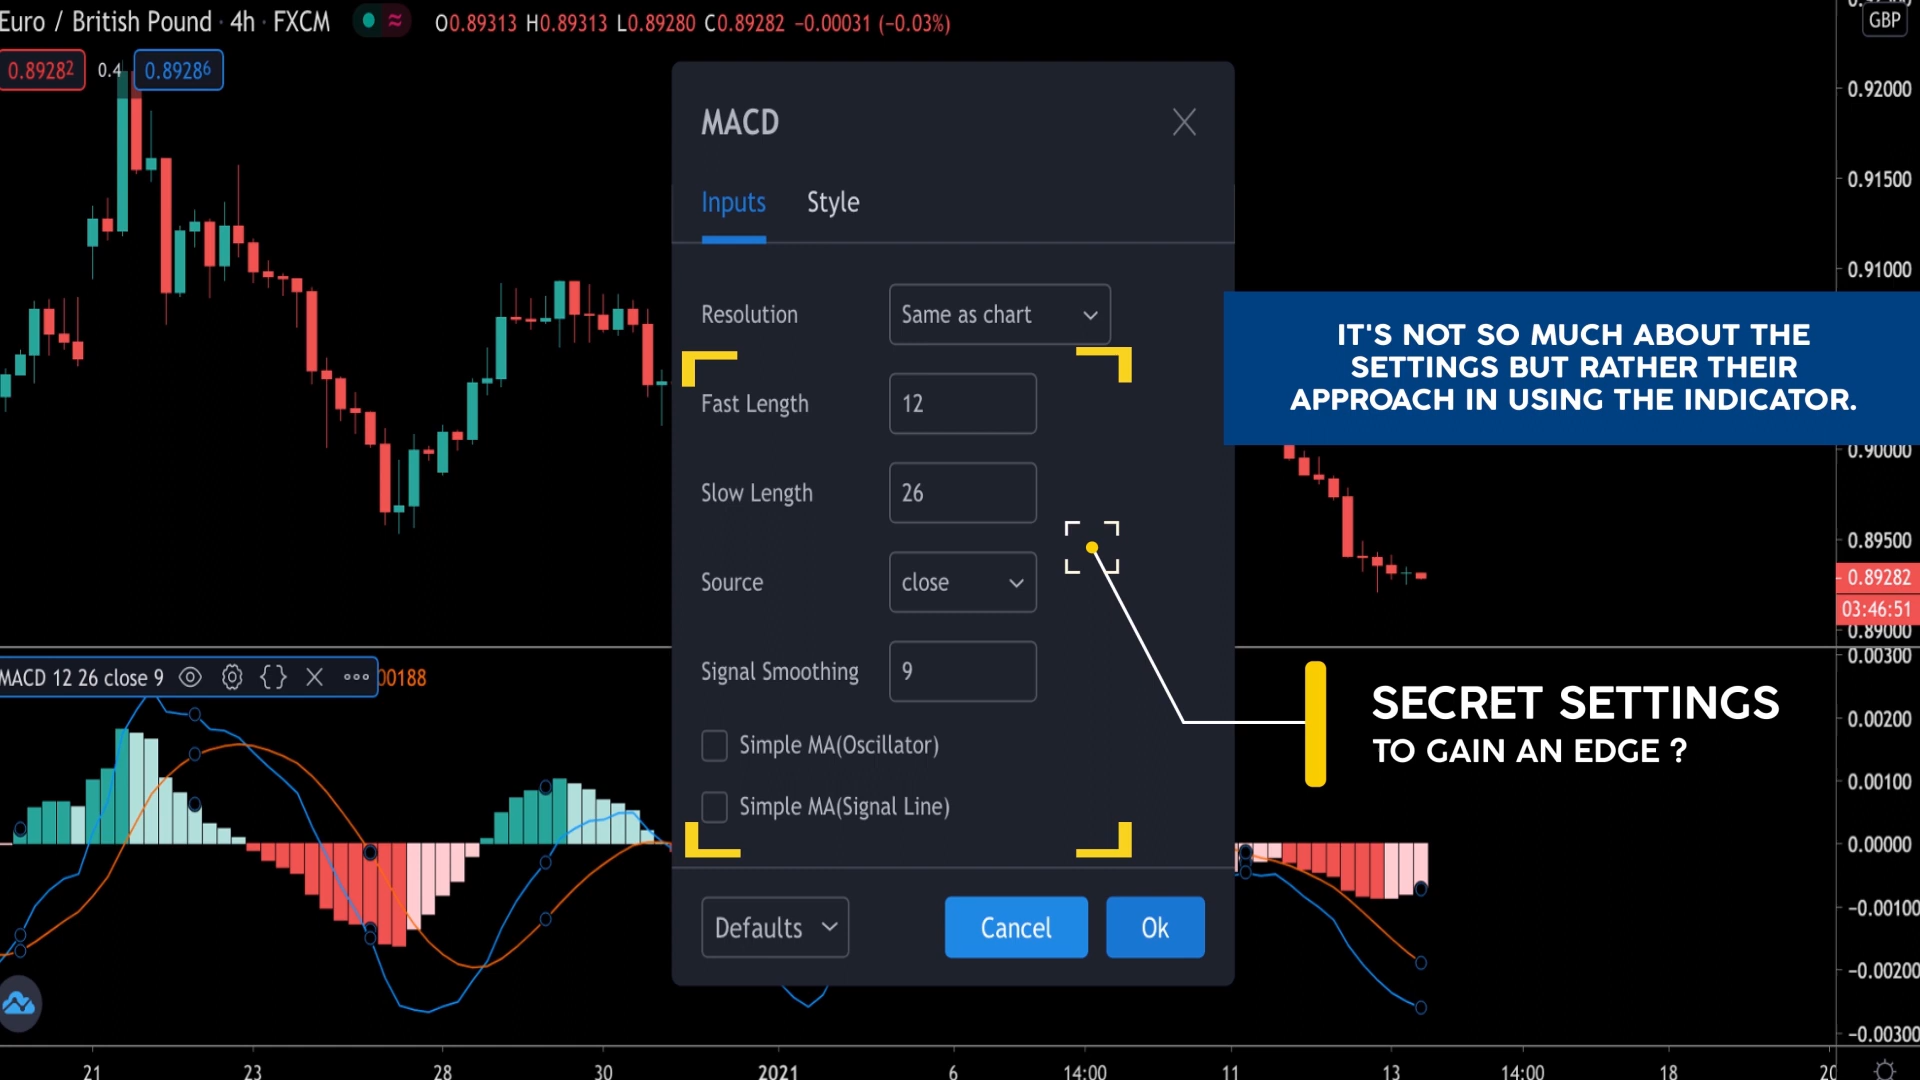 Euro / British Pound · 4h · FXCM
O0.89313 H0.89313 L0.89280 C0.89282 −0.00031 (−0.03%)
GBP
0.89282
0.4
0.89286
0.92000
0.91500
0.91000
0.90000
0.89500
0.89282
03:46:51
0.89000
MACD
Inputs
Style
Resolution
Same as chart
Fast Length
12
Slow Length
26
Source
close
Signal Smoothing
9
Simple MA(Oscillator)
Simple MA(Signal Line)
Defaults
Cancel
Ok
IT'S NOT SO MUCH ABOUT THE
SETTINGS BUT RATHER THEIR
APPROACH IN USING THE INDICATOR.
SECRET SETTINGS
TO GAIN AN EDGE ?
MACD 12 26 close 9
00188
0.00300
0.00200
0.00100
0.00000
−0.00100
−0.00200
−0.00300
21
23
28
30
2021
6
14:00
11
13
14:00
18
20